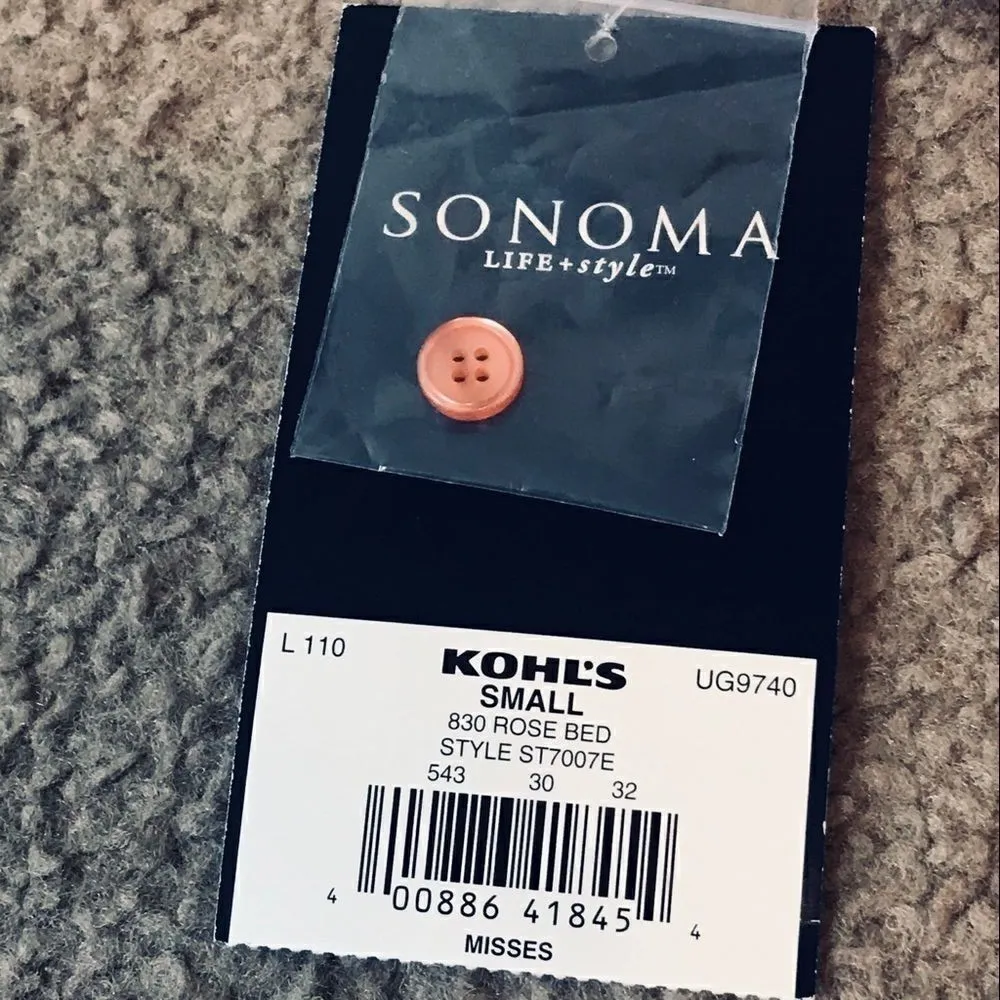 SONOMA
LIFE+style™
L 110
KOHL'S
UG9740
SMALL
830 ROSE BED
STYLE ST7007E
543 30 32
4 00886 41845 4
MISSES